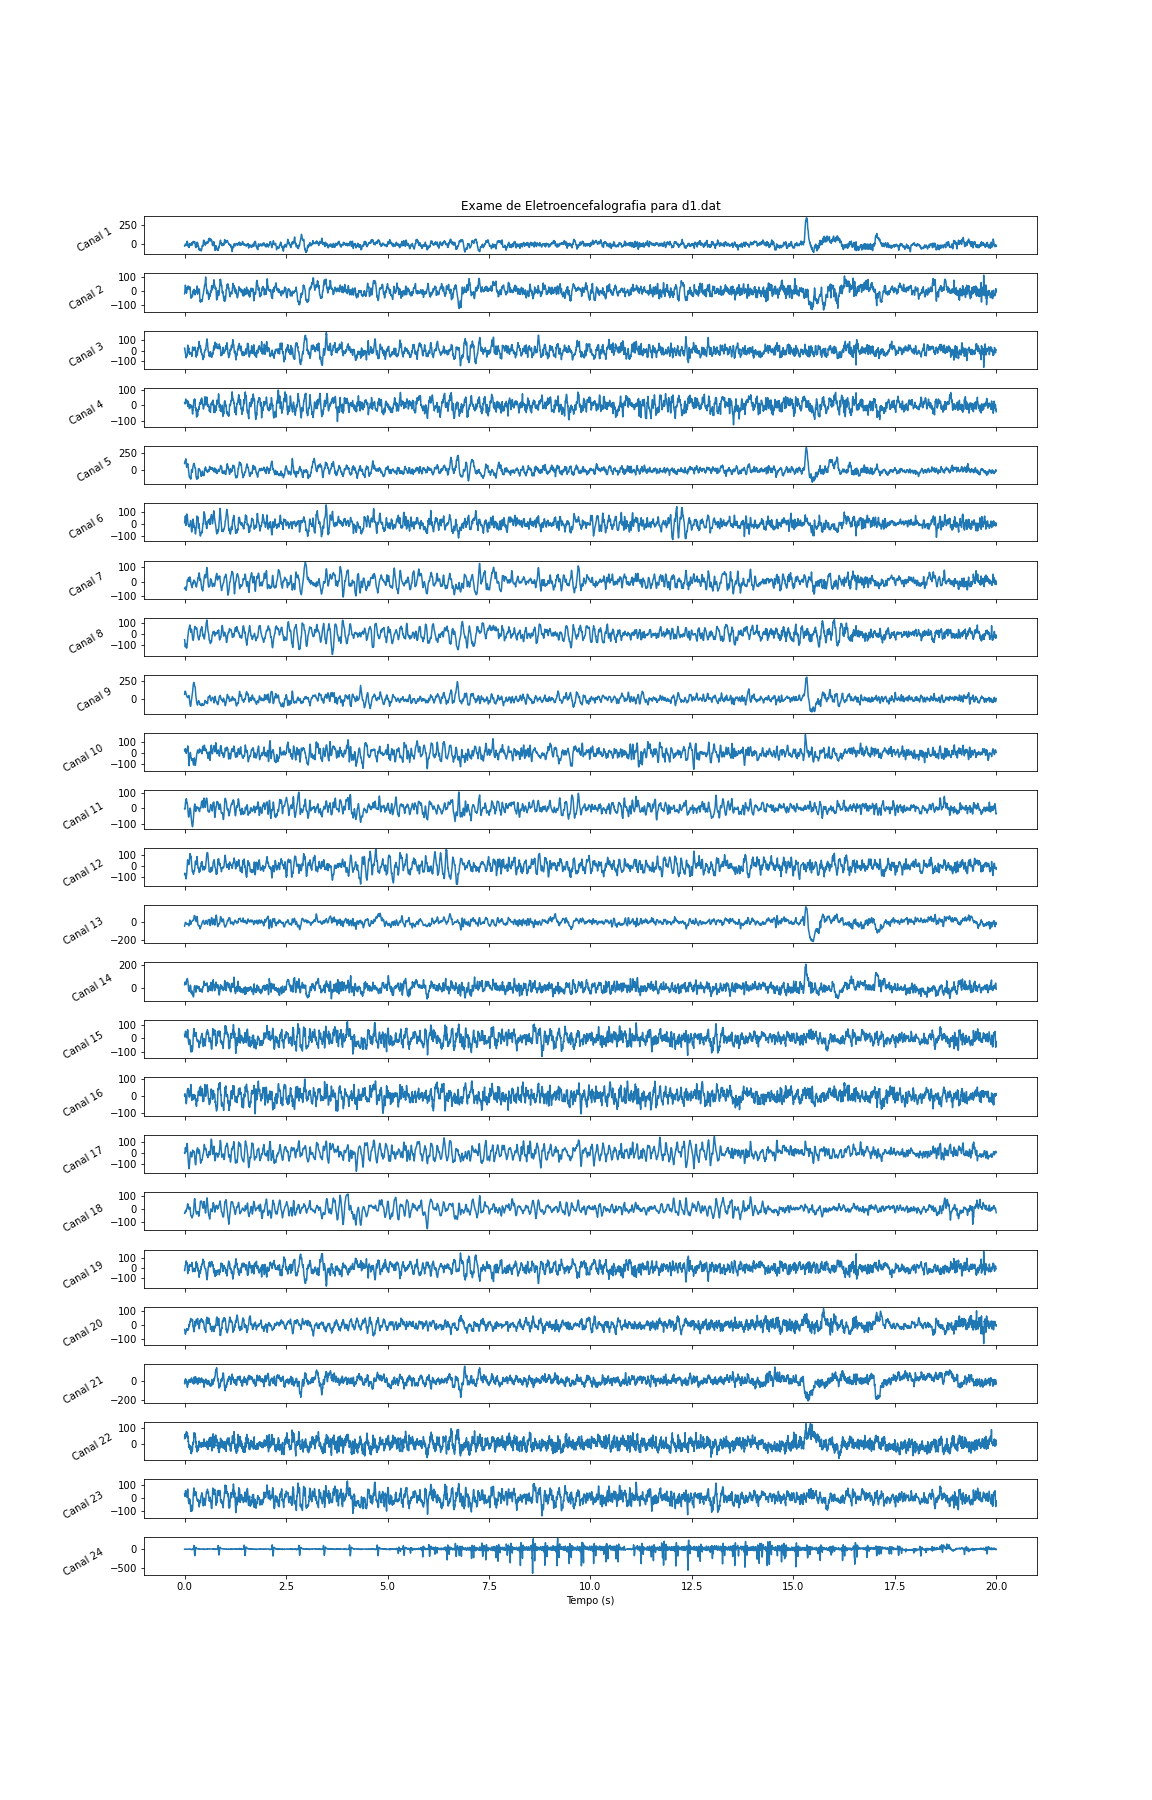 Exame de Eletroencefalografia para d1.dat
Canal 1
250
0
Canal 2
100
0
−100
Canal 3
100
0
−100
Canal 4
100
0
−100
Canal 5
250
0
Canal 6
100
0
−100
Canal 7
100
0
−100
Canal 8
100
0
−100
Canal 9
250
0
Canal 10
100
0
−100
Canal 11
100
0
−100
Canal 12
100
0
−100
Canal 13
0
−200
Canal 14
200
0
Canal 15
100
0
−100
Canal 16
100
0
−100
Canal 17
100
0
−100
Canal 18
100
0
−100
Canal 19
100
0
−100
Canal 20
100
0
−100
Canal 21
0
−200
Canal 22
100
0
Canal 23
100
0
−100
Canal 24
0
−500
0.0 2.5 5.0 7.5 10.0 12.5 15.0 17.5 20.0
Tempo (s)